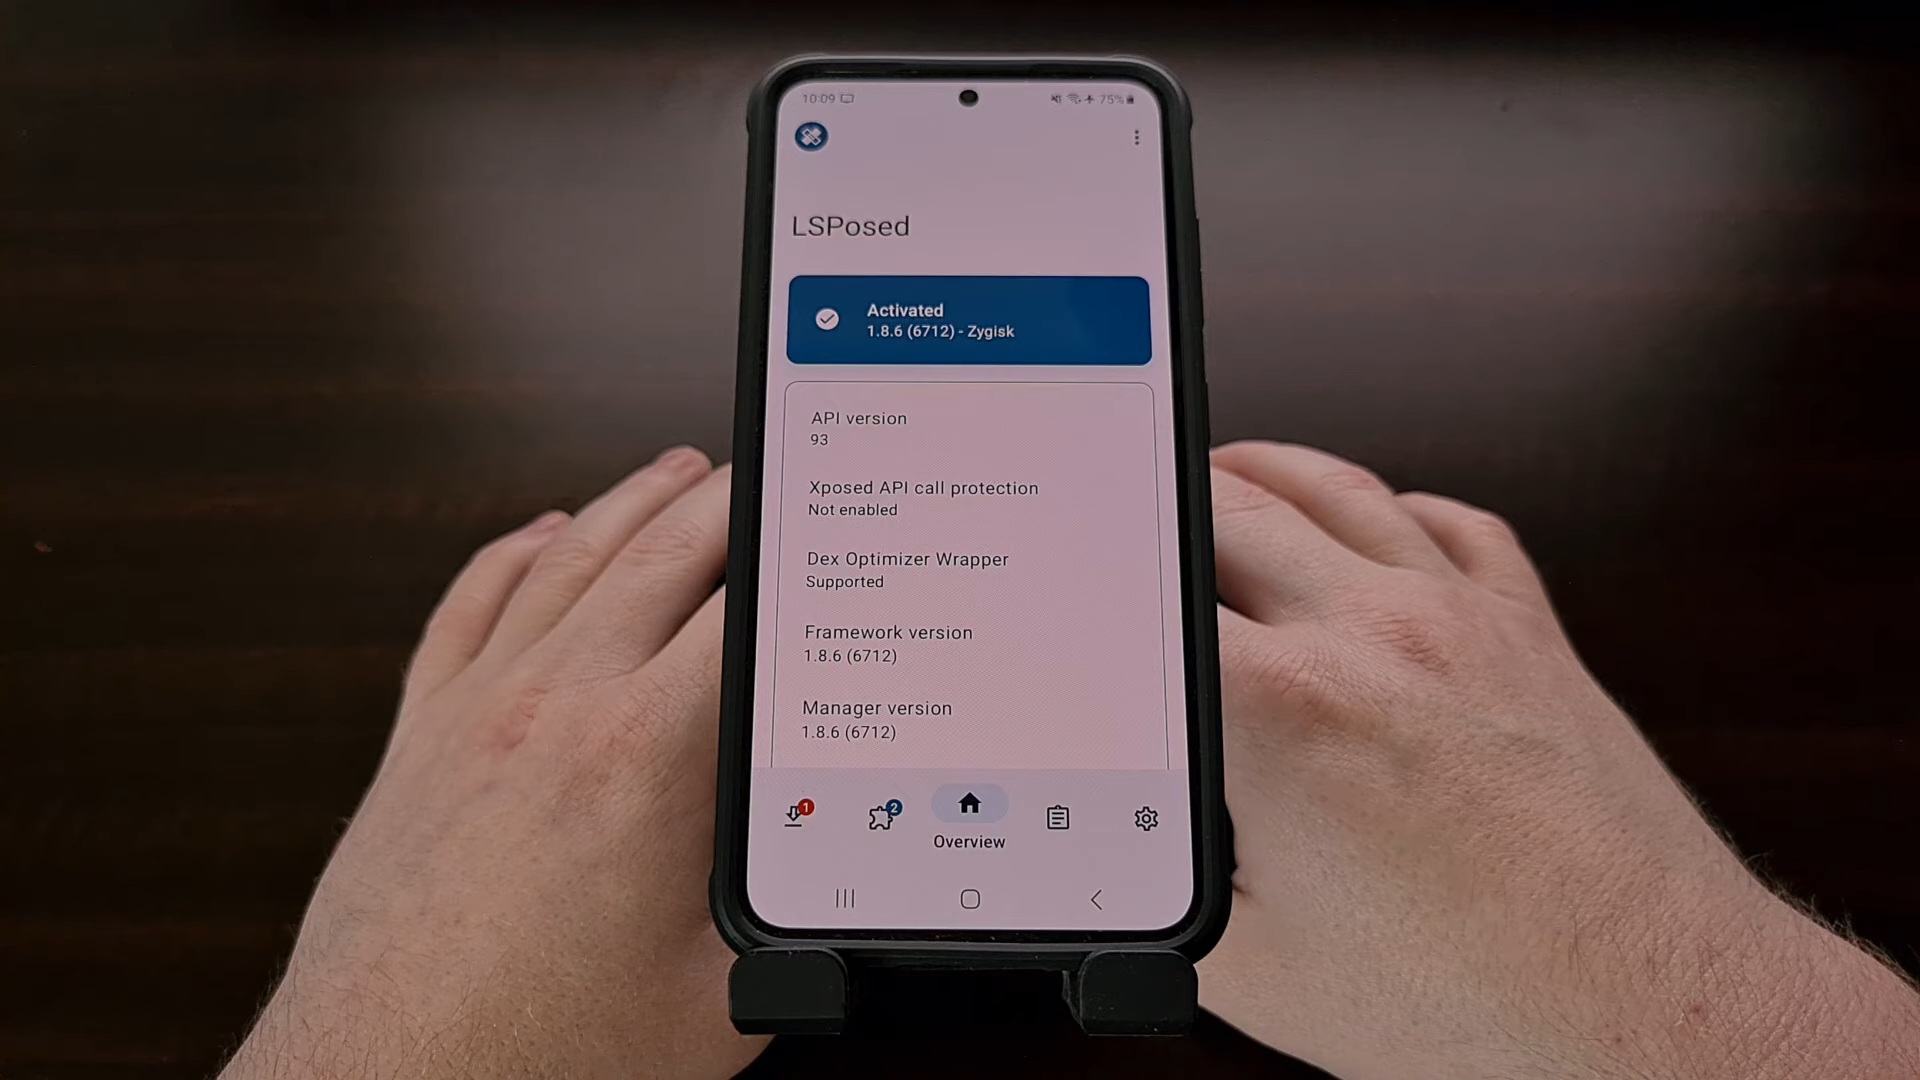 10:09
75%
LSPosed
Activated
1.8.6 (6712) - Zygisk
API version
93
Xposed API call protection
Not enabled
Dex Optimizer Wrapper
Supported
Framework version
1.8.6 (6712)
Manager version
1.8.6 (6712)
1
2
Overview